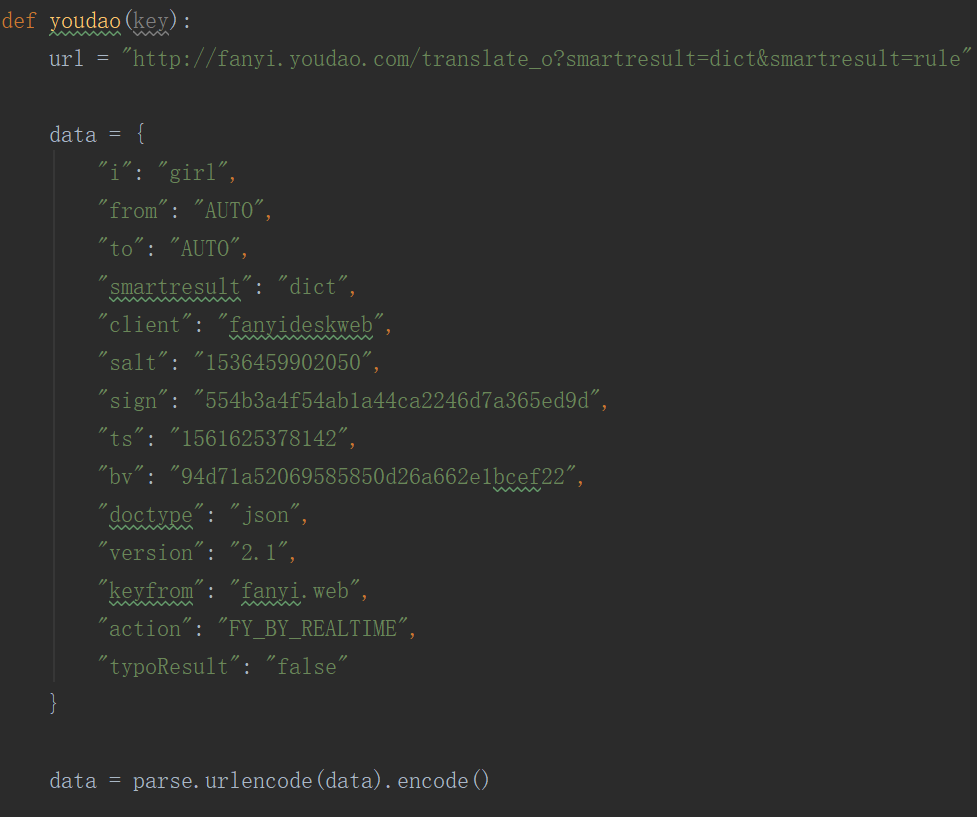 def youdao(key):
    url = "http://fanyi.youdao.com/translate_o?smartresult=dict&smartresult=rule"
    data = {
        "i": "girl",
        "from": "AUTO",
        "to": "AUTO",
        "smartresult": "dict",
        "client": "fanyideskweb",
        "salt": "1536459902050",
        "sign": "554b3a4f54ab1a44ca2246d7a365ed9d",
        "ts": "1561625378142",
        "bv": "94d71a52069585850d26a662e1bcef22",
        "doctype": "json",
        "version": "2.1",
        "keyfrom": "fanyi.web",
        "action": "FY_BY_REALTIME",
        "typoResult": "false"
    }
    data = parse.urlencode(data).encode()